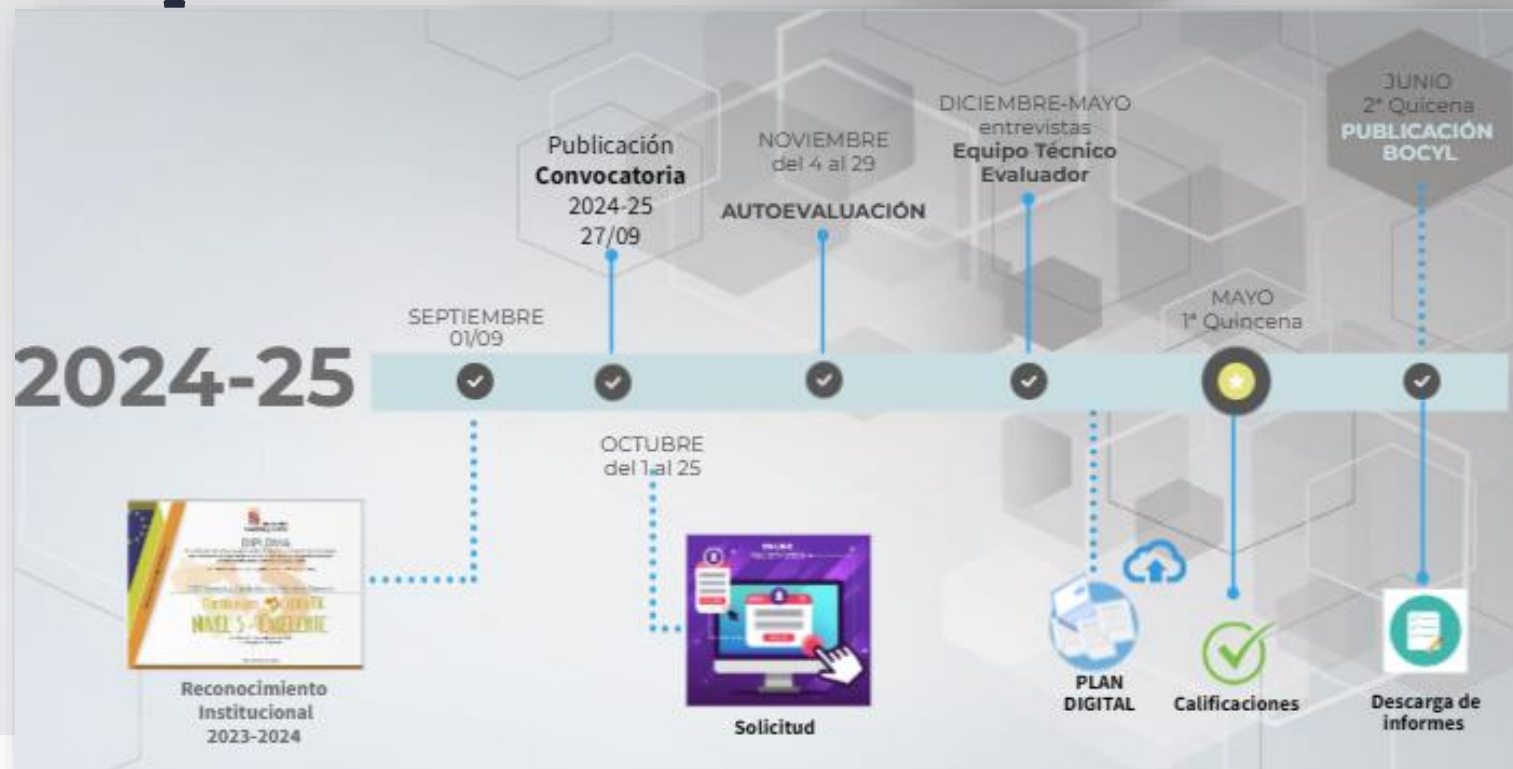 2024-25
SEPTIEMBRE
01/09
Publicación
Convocatoria
2024-25
27/09
NOVIEMBRE
del 4 al 29
AUTOEVALUACIÓN
DICIEMBRE-MAYO
entrevistas
Equipo Técnico
Evaluador
MAYO
1ª Quincena
JUNIO
2ª Quicena
PUBLICACIÓN
BOCYL
OCTUBRE
del 1 al 25
DIPLOMA
NIVEL 5 - EXCELENTE
Reconocimiento
Institucional
2023-2024
Solicitud
PLAN
DIGITAL
Calificaciones
Descarga de
informes